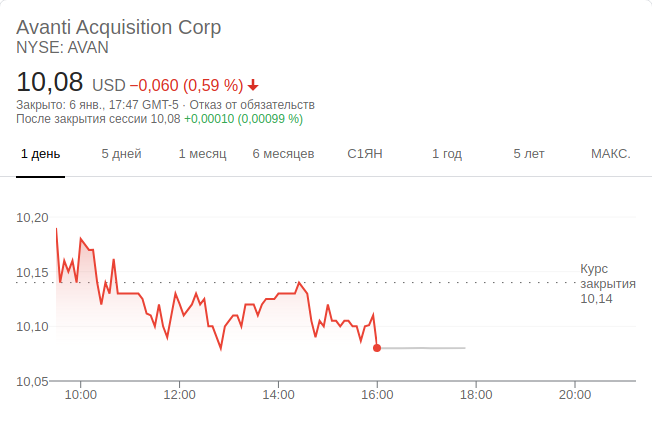 Avanti Acquisition Corp
NYSE: AVAN
10,08 USD −0,060 (0,59 %)
Закрыто: 6 янв., 17:47 GMT-5 · Отказ от обязательств
После закрытия сессии 10,08 +0,00010 (0,00099 %)
1 день 5 дней 1 месяц 6 месяцев С1ЯН 1 год 5 лет МАКС.
10,20
10,15
10,10
10,05
Курс
закрытия
10,14
10:00 12:00 14:00 16:00 18:00 20:00